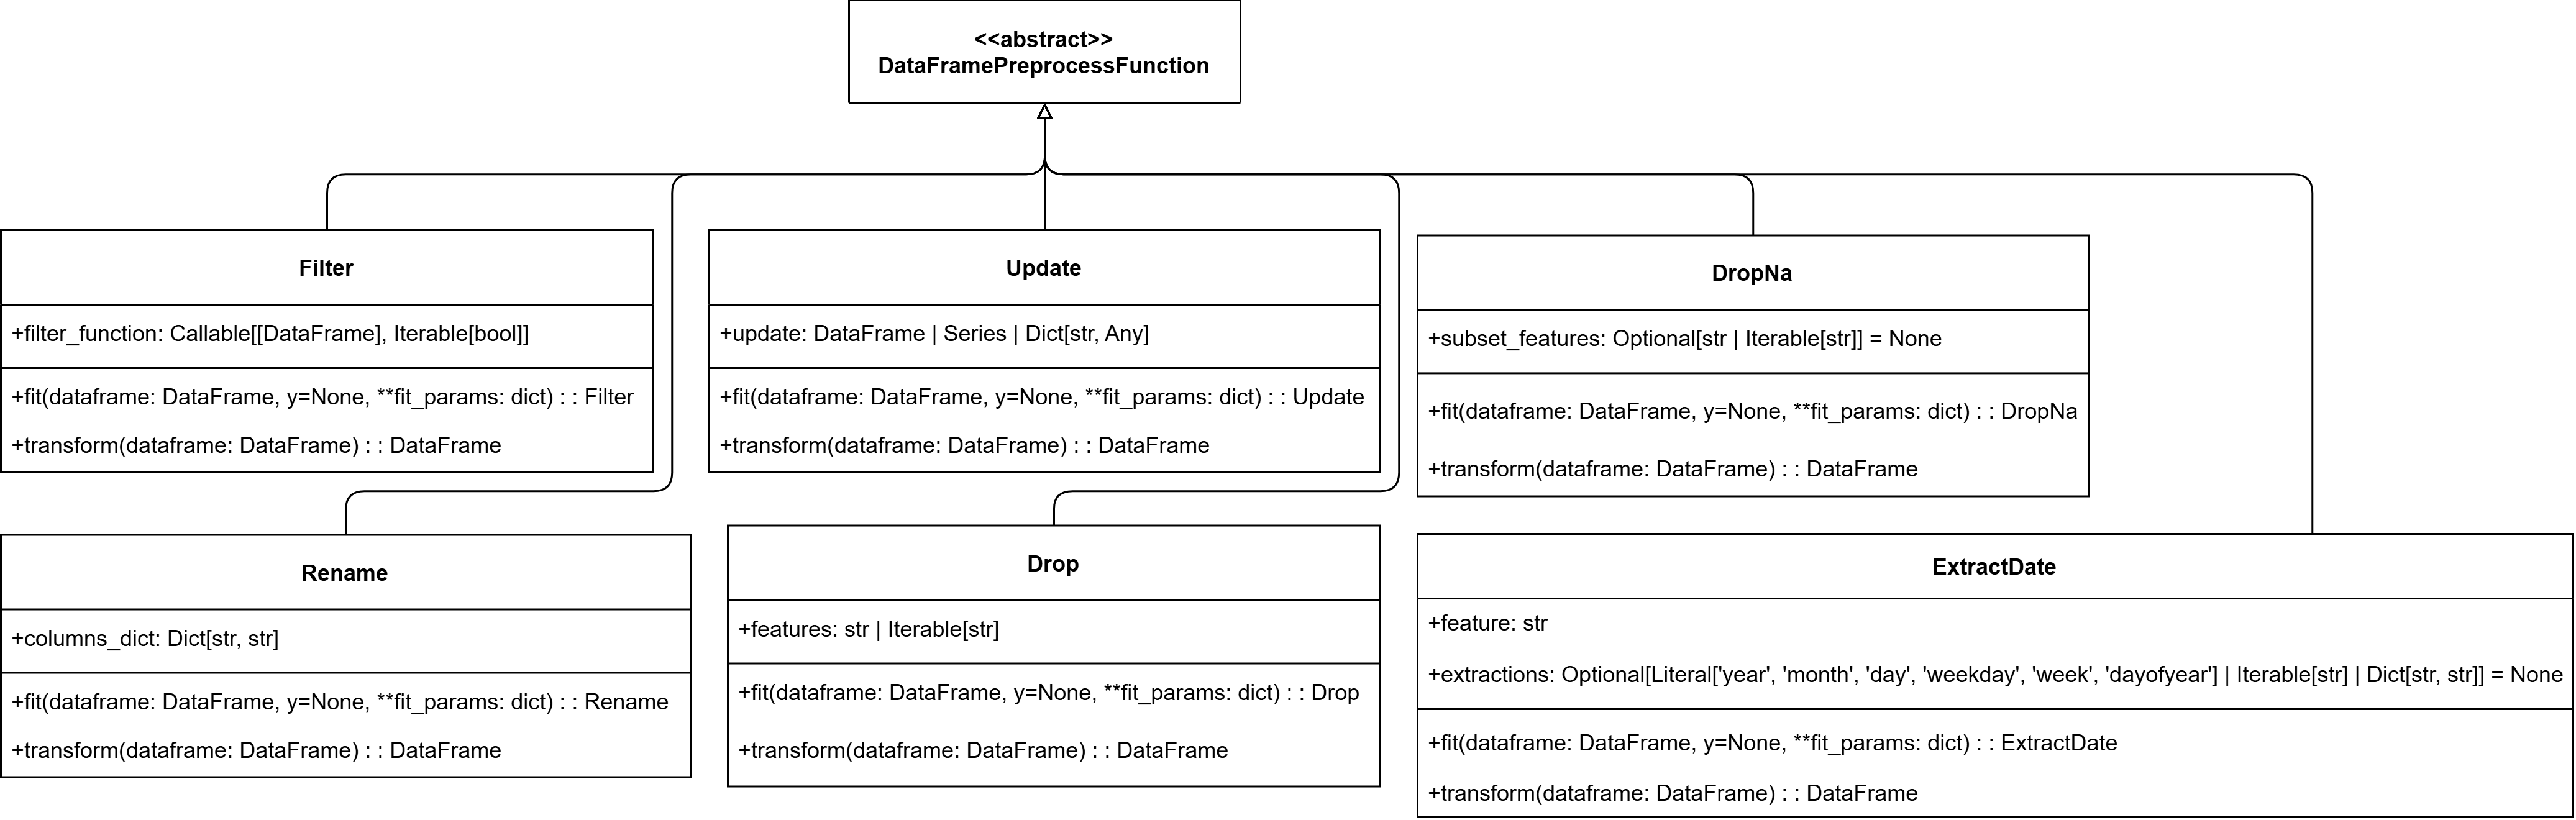 <<abstract>>
DataFramePreprocessFunction
Filter
+filter_function: Callable[[DataFrame], Iterable[bool]]
+fit(dataframe: DataFrame, y=None, **fit_params: dict) : : Filter
+transform(dataframe: DataFrame) : : DataFrame
Update
+update: DataFrame | Series | Dict[str, Any]
+fit(dataframe: DataFrame, y=None, **fit_params: dict) : : Update
+transform(dataframe: DataFrame) : : DataFrame
DropNa
+subset_features: Optional[str | Iterable[str]] = None
+fit(dataframe: DataFrame, y=None, **fit_params: dict) : : DropNa
+transform(dataframe: DataFrame) : : DataFrame
Rename
+columns_dict: Dict[str, str]
+fit(dataframe: DataFrame, y=None, **fit_params: dict) : : Rename
+transform(dataframe: DataFrame) : : DataFrame
Drop
+features: str | Iterable[str]
+fit(dataframe: DataFrame, y=None, **fit_params: dict) : : Drop
+transform(dataframe: DataFrame) : : DataFrame
ExtractDate
+feature: str
+extractions: Optional[Literal['year', 'month', 'day', 'weekday', 'week', 'dayofyear'] | Iterable[str] | Dict[str, str]] = None
+fit(dataframe: DataFrame, y=None, **fit_params: dict) : : ExtractDate
+transform(dataframe: DataFrame) : : DataFrame